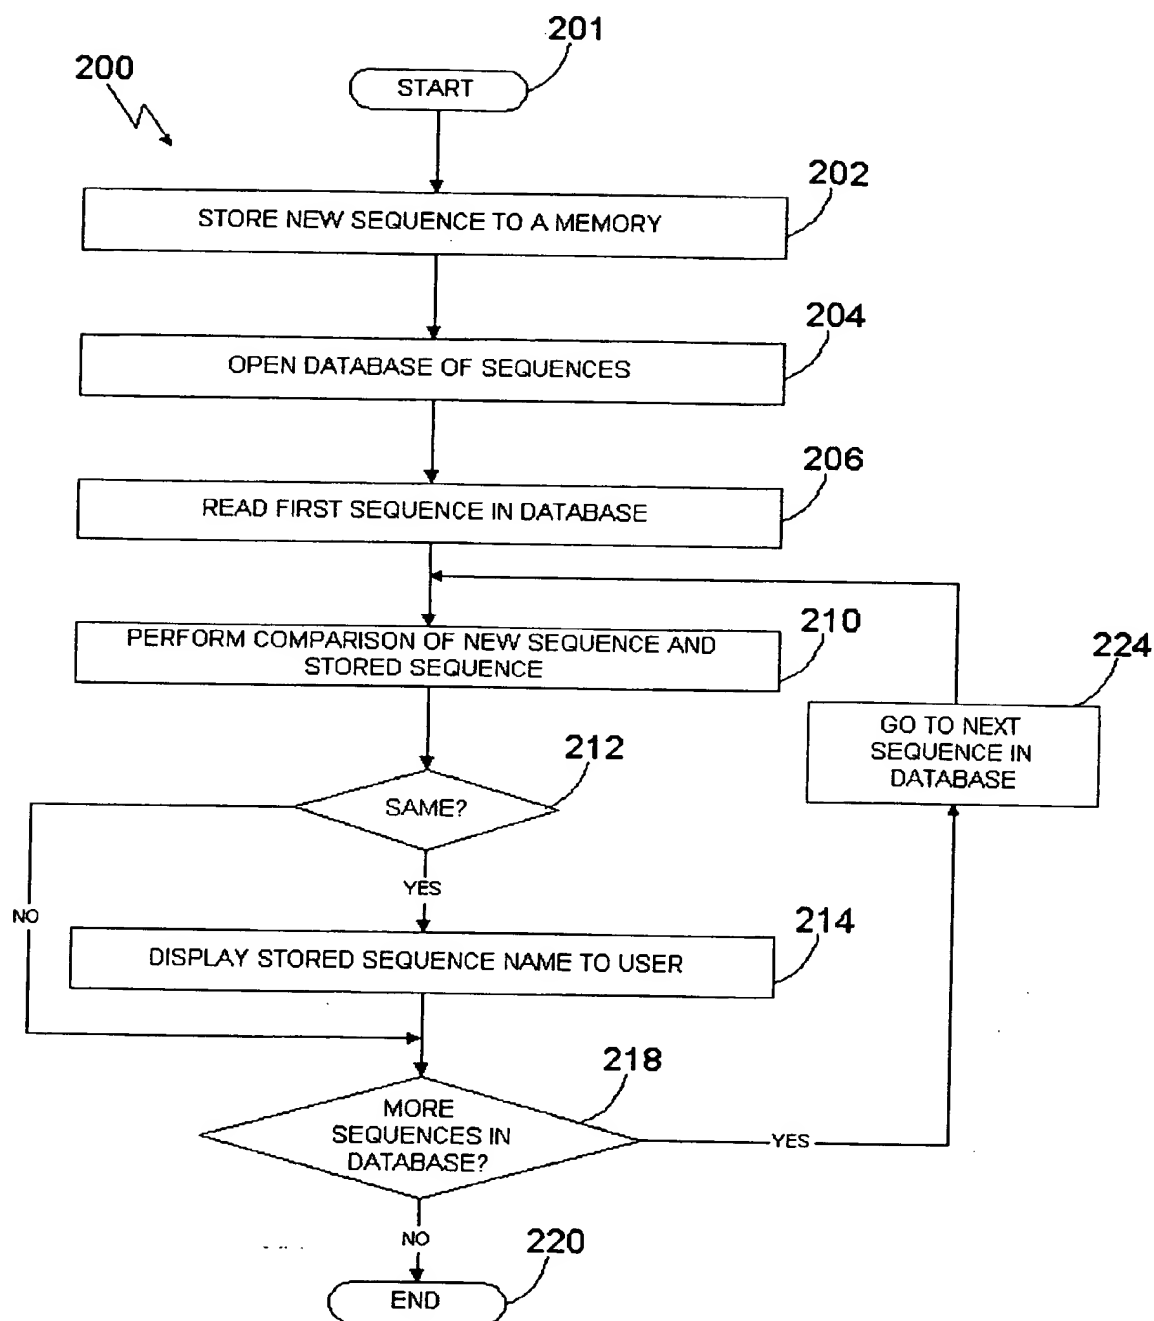 201
200
START
202
STORE NEW SEQUENCE TO A MEMORY
204
OPEN DATABASE OF SEQUENCES
206
READ FIRST SEQUENCE IN DATABASE
210
PERFORM COMPARISON OF NEW SEQUENCE AND
STORED SEQUENCE
224
GO TO NEXT
SEQUENCE IN
DATABASE
212
SAME?
YES
NO
214
DISPLAY STORED SEQUENCE NAME TO USER
218
MORE
SEQUENCES IN
DATABASE?
YES
NO
220
END